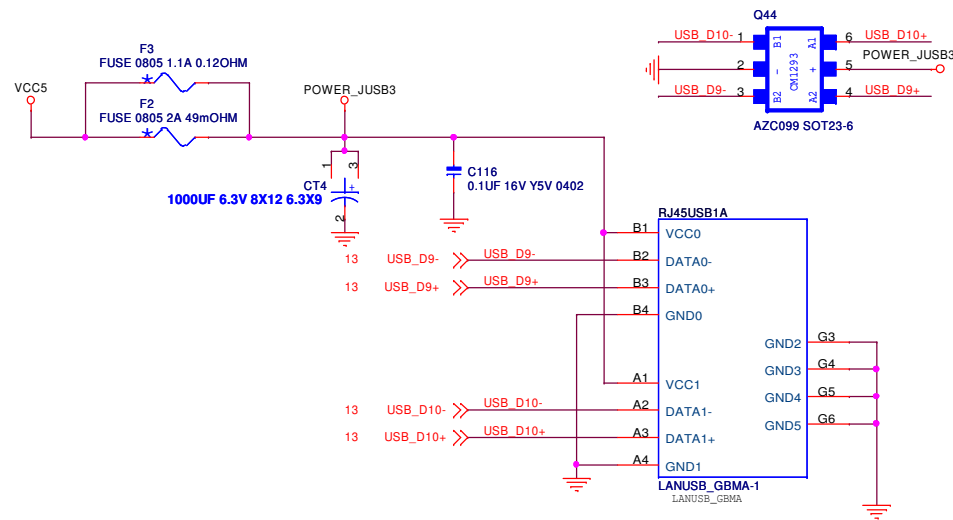 Q44
F3
FUSE 0805 1.1A 0.12OHM
VCC5
POWER_JUSB3
F2
FUSE 0805 2A 49mOHM
USB_D10- 1 B1 A1 6 USB_D10+
2 - + 5 POWER_JUSB3
USB_D9- 3 B2 A2 4 USB_D9+
CM1293
AZC099 SOT23-6
1 3
CT4 +
1000UF 6.3V 8X12 6.3X9
2
C116
0.1UF 16V Y5V 0402
RJ45USB1A
B1 VCC0
13 USB_D9- USB_D9- B2 DATA0-
13 USB_D9+ USB_D9+ B3 DATA0+
B4 GND0
GND2 G3
GND3 G4
A1 VCC1
GND4 G5
13 USB_D10- USB_D10- A2 DATA1-
GND5 G6
13 USB_D10+ USB_D10+ A3 DATA1+
A4 GND1
LANUSB_GBMA-1
LANUSB_GBMA